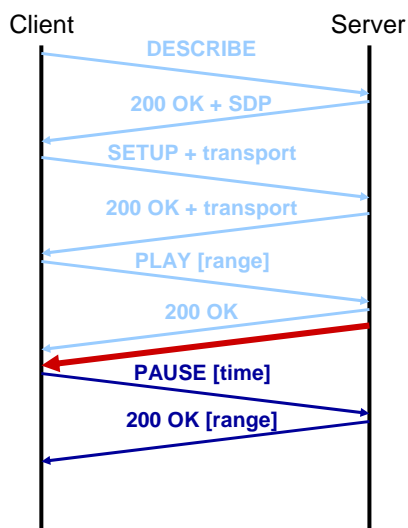 Client Server
DESCRIBE
200 OK + SDP
SETUP + transport
200 OK + transport
PLAY [range]
200 OK
PAUSE [time]
200 OK [range]